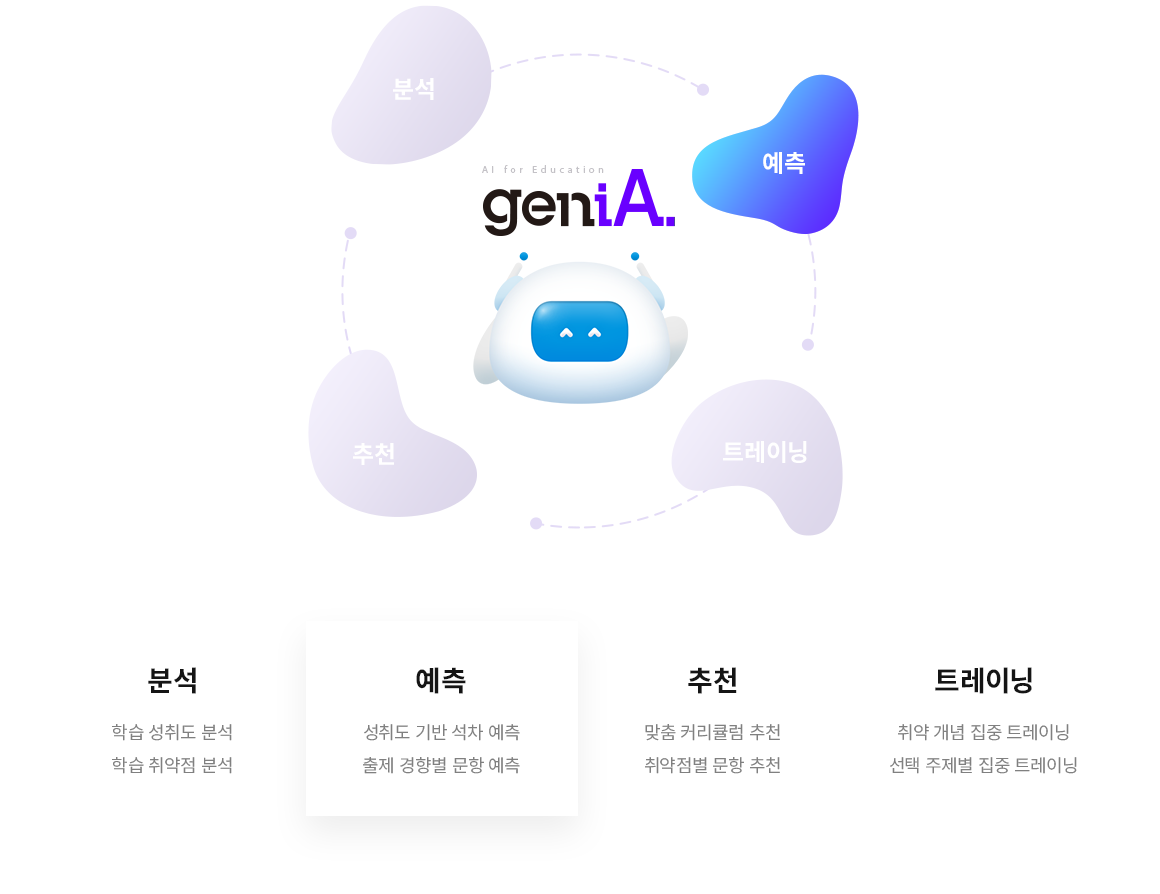 분석
예측
AI for Education
geniA.
추천
트레이닝
분석
학습 성취도 분석
학습 취약점 분석
예측
성취도 기반 석차 예측
출제 경향별 문항 예측
추천
맞춤 커리큘럼 추천
취약점별 문항 추천
트레이닝
취약 개념 집중 트레이닝
선택 주제별 집중 트레이닝